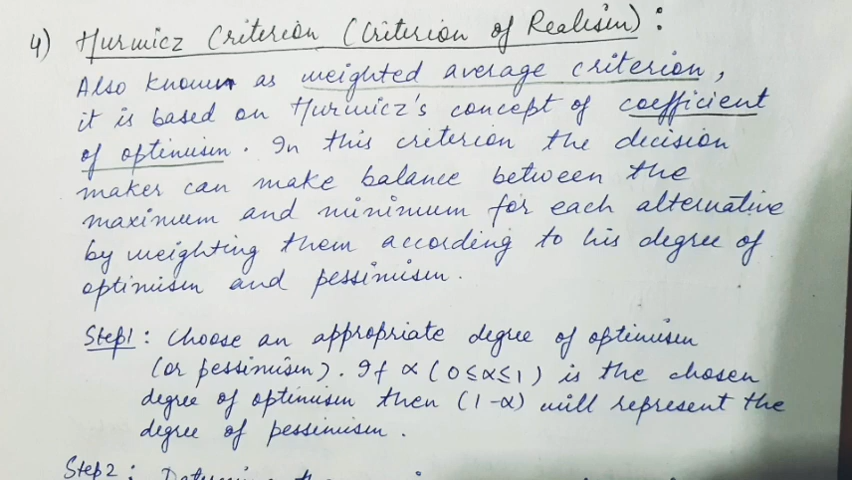 4) Hurwicz Criterion (Criterion of Realism) :
Also known as weighted average criterion,
it is based on Hurwicz's concept of coefficient
of optimism. In this criterion the decision
maker can make balance between the
maximum and minimum for each alternative
by weighting them according to his degree of
optimism and pessimism.
Step1 : Choose an appropriate degree of optimism
(or pessimism). If α (0≤α≤1) is the chosen
degree of optimism then (1-α) will represent the
degree of pessimism.
Step2 : Determine the